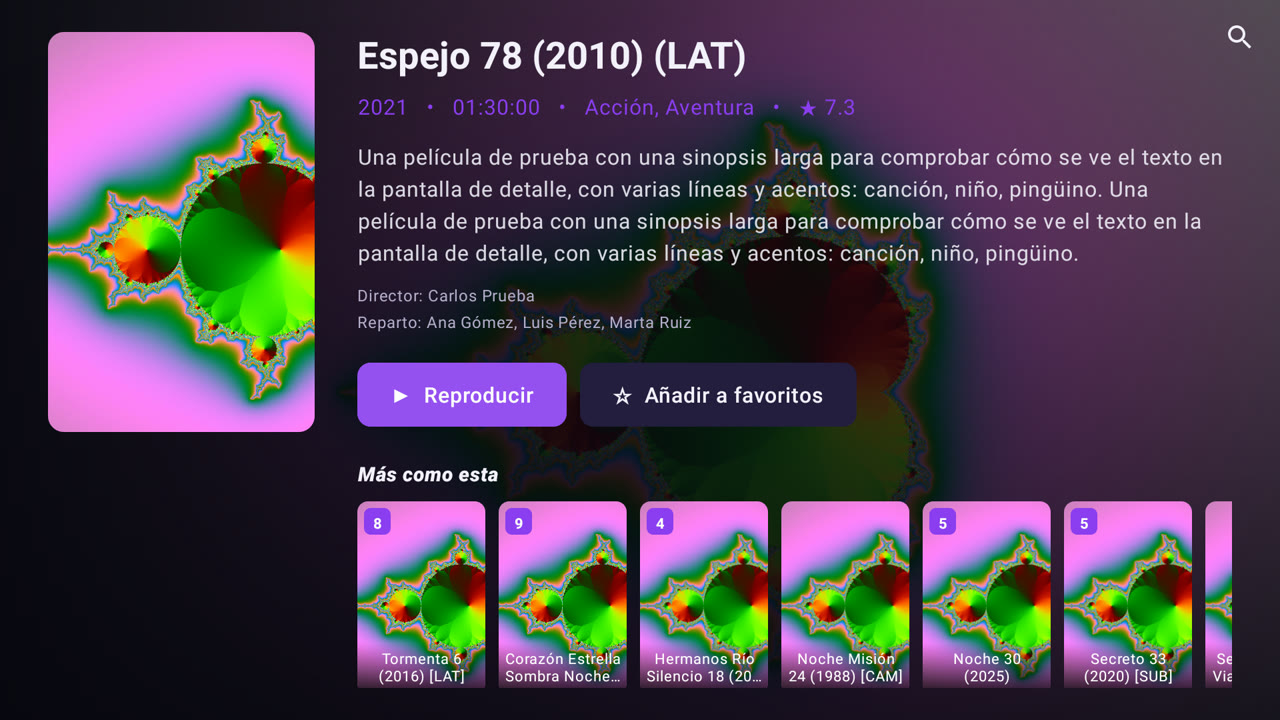 Espejo 78 (2010) (LAT)
2021 • 01:30:00 • Acción, Aventura • ★ 7.3
Una película de prueba con una sinopsis larga para comprobar cómo se ve el texto en
la pantalla de detalle, con varias líneas y acentos: canción, niño, pingüino. Una
película de prueba con una sinopsis larga para comprobar cómo se ve el texto en la
pantalla de detalle, con varias líneas y acentos: canción, niño, pingüino.
Director: Carlos Prueba
Reparto: Ana Gómez, Luis Pérez, Marta Ruiz
▶ Reproducir
☆ Añadir a favoritos
Más como esta
8
Tormenta 6
(2016) [LAT]
9
Corazón Estrella
Sombra Noche...
4
Hermanos Río
Silencio 18 (20...
Noche Misión
24 (1988) [CAM]
5
Noche 30
(2025)
5
Secreto 33
(2020) [SUB]